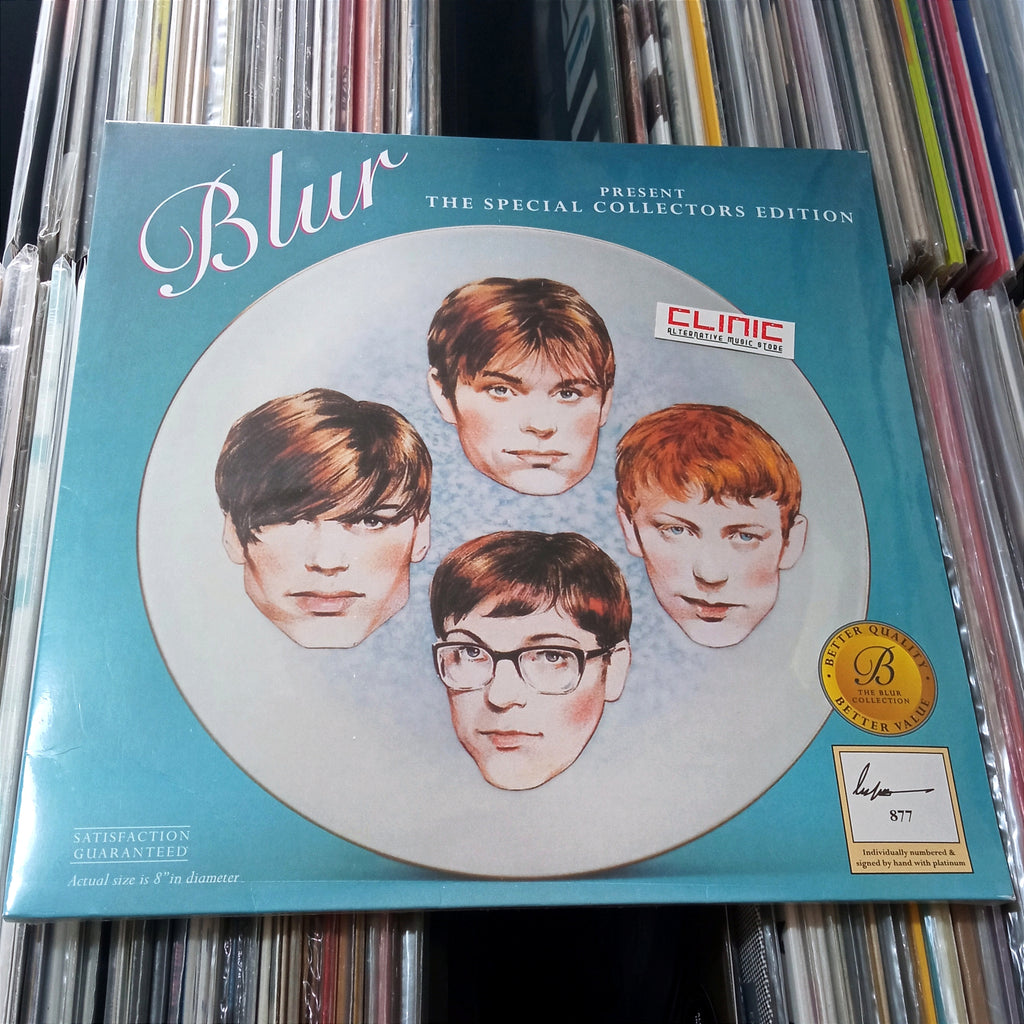 Blur
PRESENT
THE SPECIAL COLLECTORS EDITION
CLINIC
ALTERNATIVE MUSIC STORE
BETTER QUALITY
B
THE BLUR
COLLECTION
BETTER VALUE
877
Individually numbered &
signed by hand with platinum
SATISFACTION
GUARANTEED
Actual size is 8" in diameter